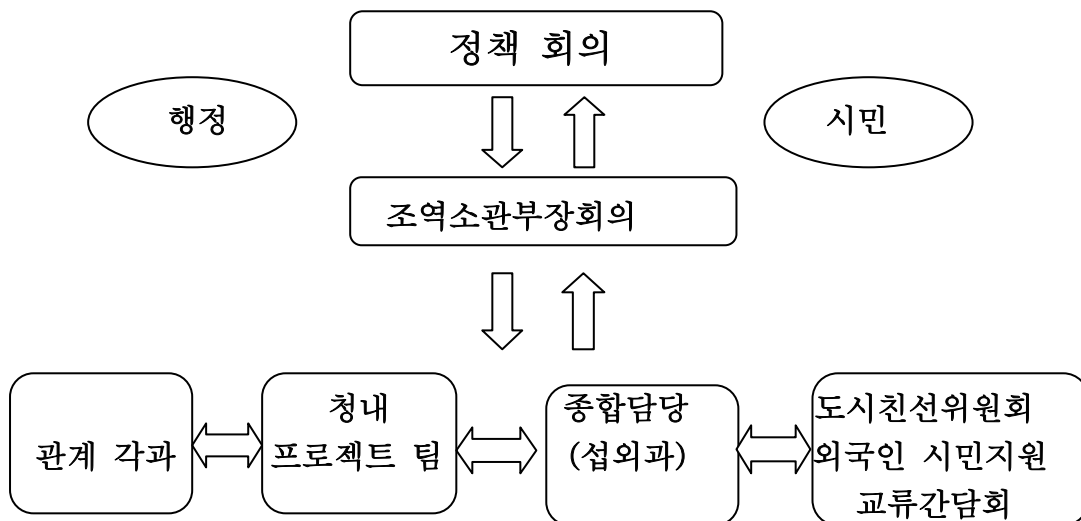 정책 회의
행정
시민
조역소관부장회의
관계 각과
청내
프로젝트 팀
종합담당
(섭외과)
도시친선위원회
외국인 시민지원
교류간담회